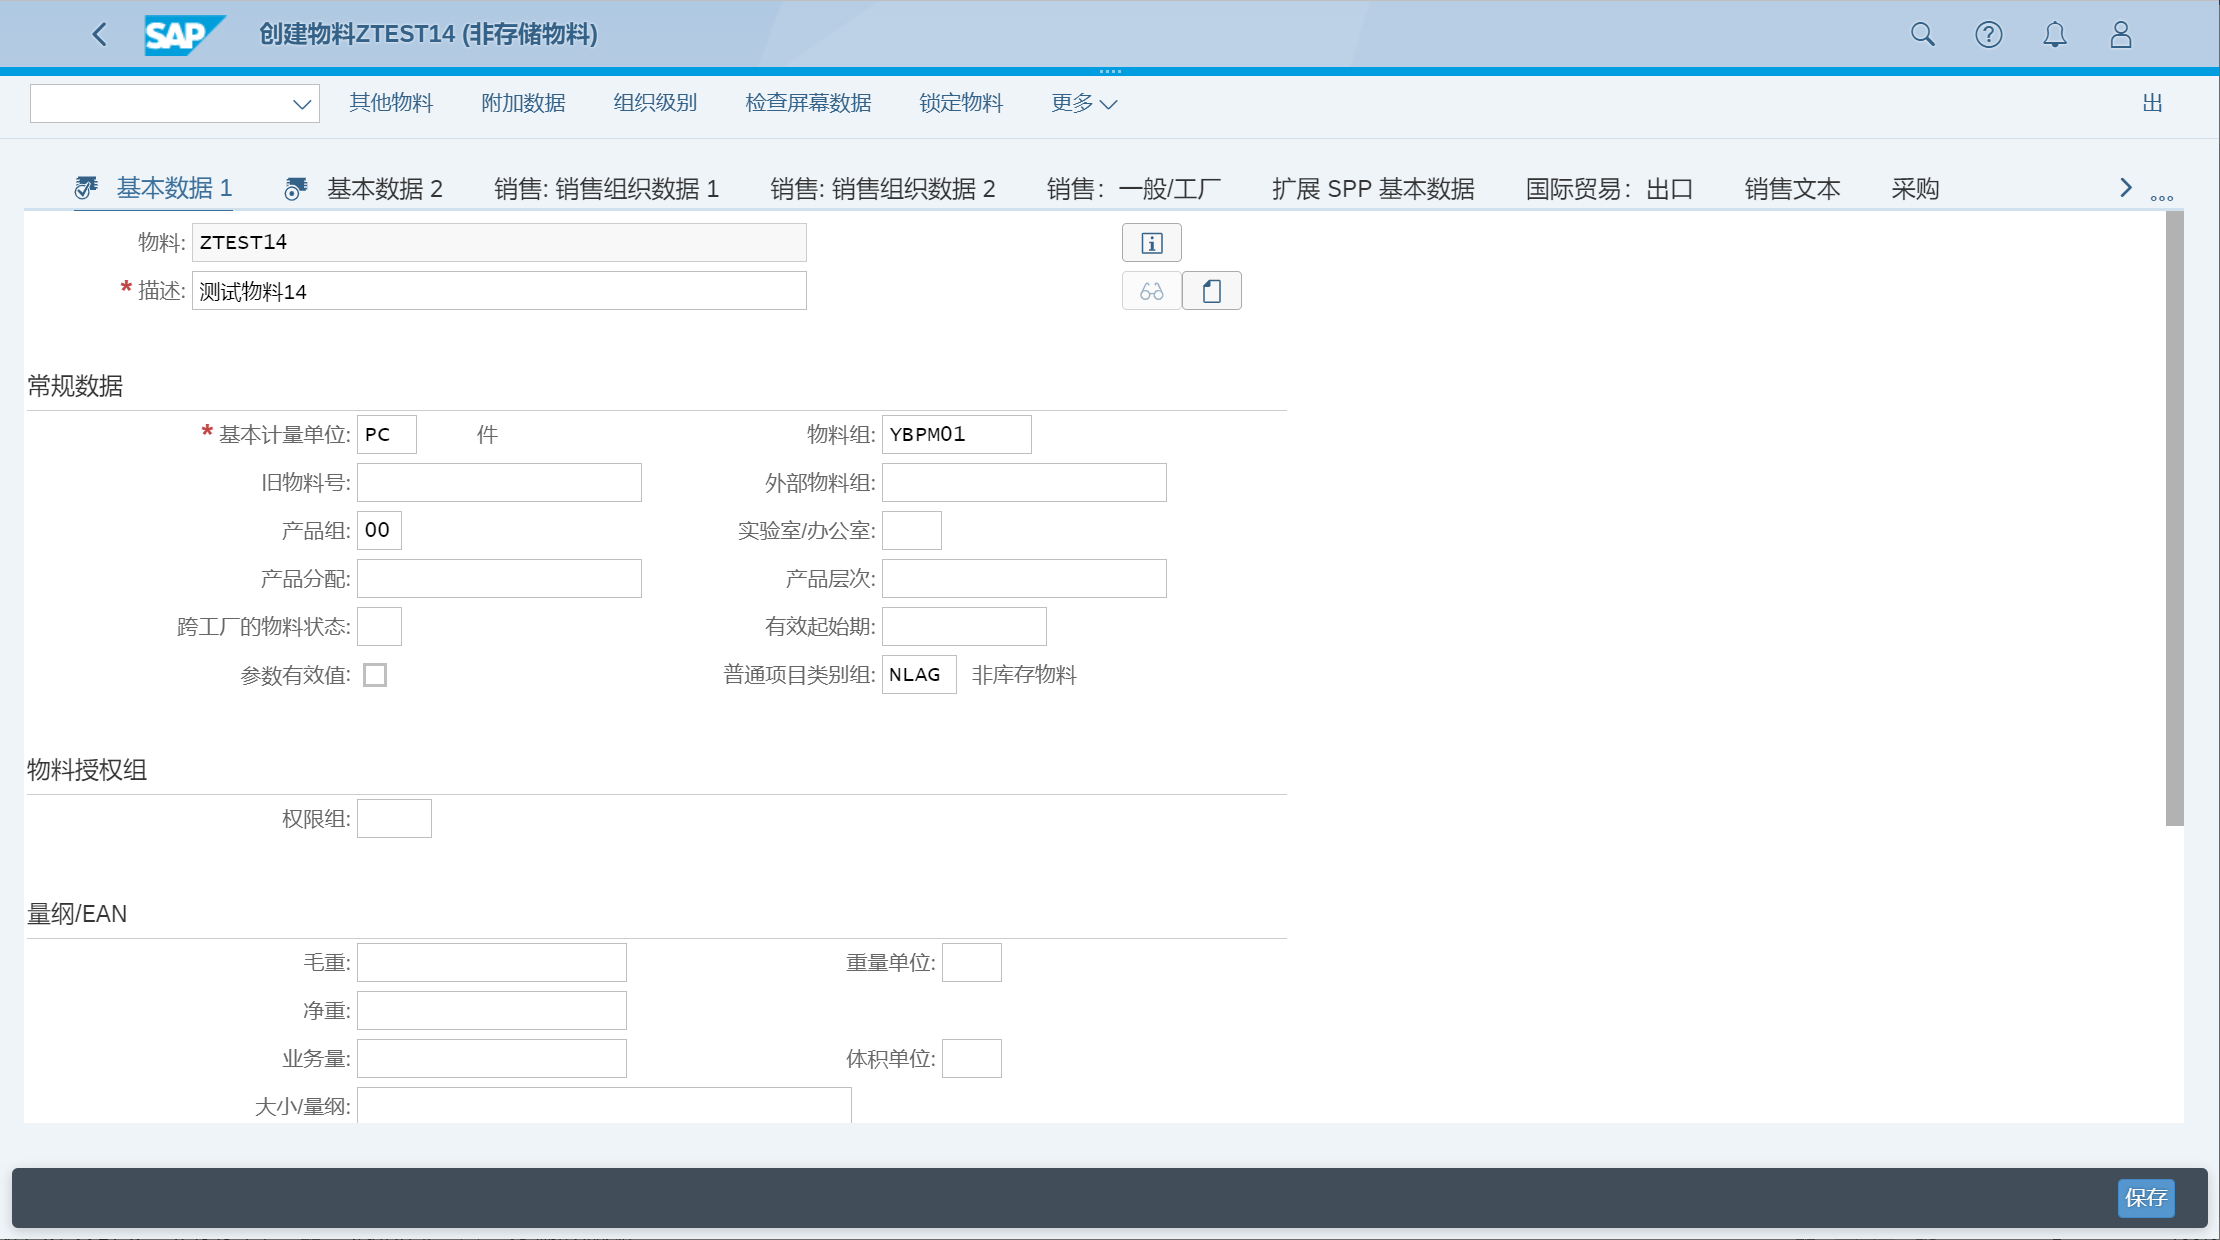 SAP 创建物料ZTEST14 (非存储物料)
其他物料 附加数据 组织级别 检查屏幕数据 锁定物料 更多 出
基本数据 1 基本数据 2 销售: 销售组织数据 1 销售: 销售组织数据 2 销售：一般/工厂 扩展 SPP 基本数据 国际贸易：出口 销售文本 采购
物料: ZTEST14
* 描述: 测试物料14
常规数据
* 基本计量单位: PC 件 物料组: YBPM01
旧物料号: 外部物料组:
产品组: 00 实验室/办公室:
产品分配: 产品层次:
跨工厂的物料状态: 有效起始期:
参数有效值: 普通项目类别组: NLAG 非库存物料
物料授权组
权限组:
量纲/EAN
毛重: 重量单位:
净重:
业务量: 体积单位:
大小/量纲:
保存